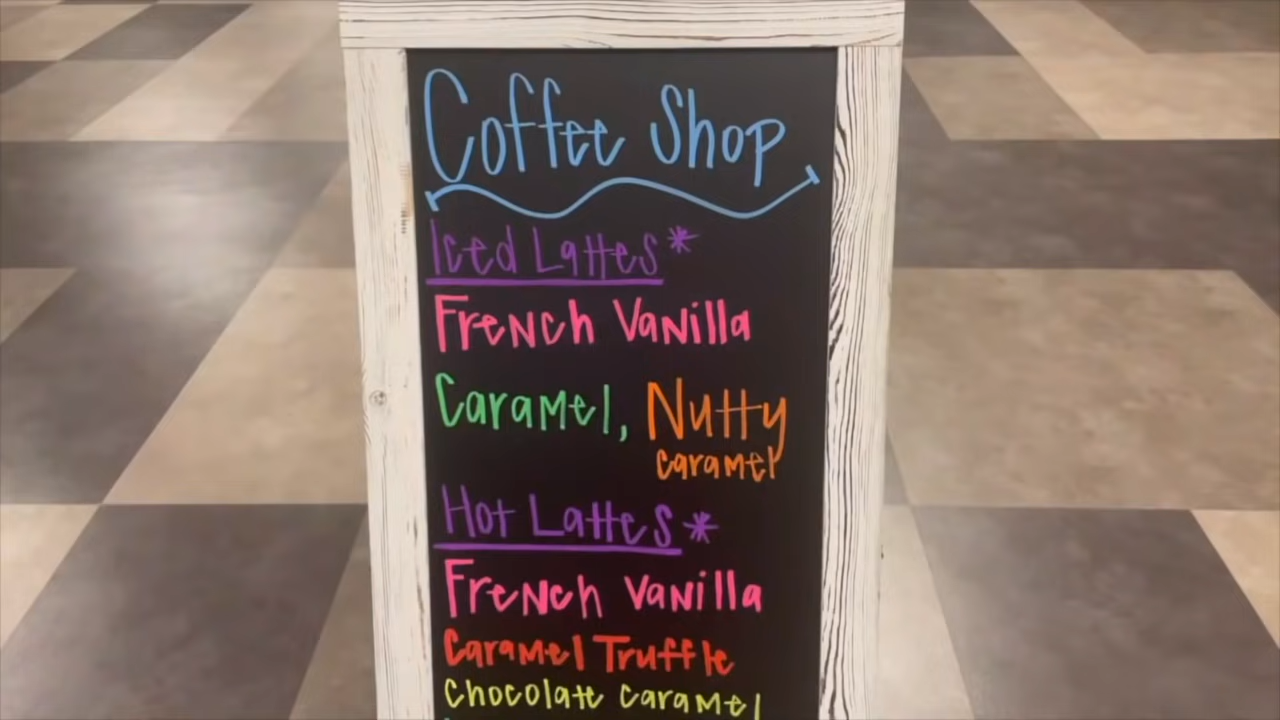 Coffee Shop
Iced Lattes*
French Vanilla
Caramel, Nutty
caramel
Hot Lattes*
French Vanilla
Caramel Truffle
Chocolate caramel